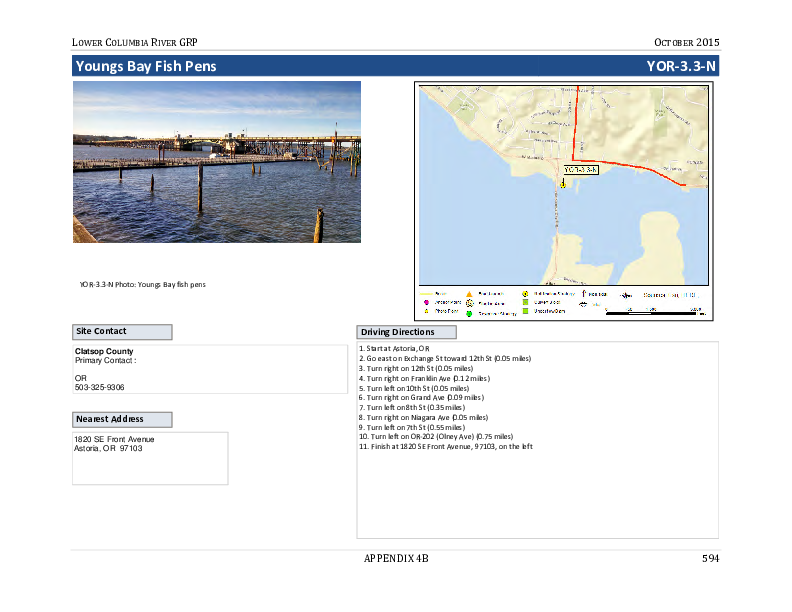 LOWER COLUMBIA RIVER GRP
OCTOBER 2015
Youngs Bay Fish Pens
YOR-3.3-N
YOR-3.3-N
YOR-3.3-N Photo: Youngs Bay fish pens
Site Contact
Clatsop County
Primary Contact :
OR
503-325-9306
Nearest Address
1820 SE Front Avenue
Astoria, OR 97103
Driving Directions
1. Start at Astoria, OR
2. Go east on Exchange St toward 12th St (0.05 miles)
3. Turn right on 12th St (0.05 miles)
4. Turn right on Franklin Ave (0.12 miles)
5. Turn left on 10th St (0.05 miles)
6. Turn right on Grand Ave (0.09 miles)
7. Turn left on 8th St (0.35 miles)
8. Turn right on Niagara Ave (0.05 miles)
9. Turn left on 7th St (0.55 miles)
10. Turn left on OR-202 (Olney Ave) (0.75 miles)
11. Finish at 1820 SE Front Avenue, 97103, on the left
APPENDIX 4B
594